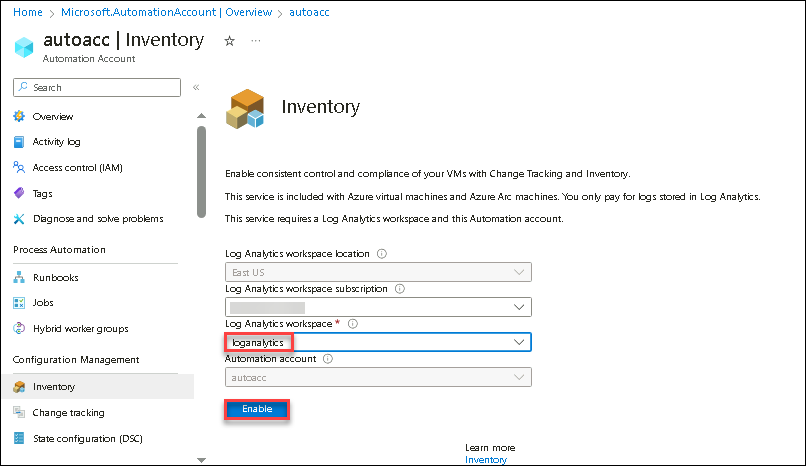 Home > Microsoft.AutomationAccount | Overview > autoacc
autoacc | Inventory ☆ ...
Automation Account
Search «
Overview
Activity log
Access control (IAM)
Tags
Diagnose and solve problems
Process Automation
Runbooks
Jobs
Hybrid worker groups
Configuration Management
Inventory
Change tracking
State configuration (DSC)
Inventory
Enable consistent control and compliance of your VMs with Change Tracking and Inventory.
This service is included with Azure virtual machines and Azure Arc machines. You only pay for logs stored in Log Analytics.
This service requires a Log Analytics workspace and this Automation account.
Log Analytics workspace location
East US
Log Analytics workspace subscription
Log Analytics workspace *
loganalytics
Automation account
autoacc
Enable
Learn more
Inventory